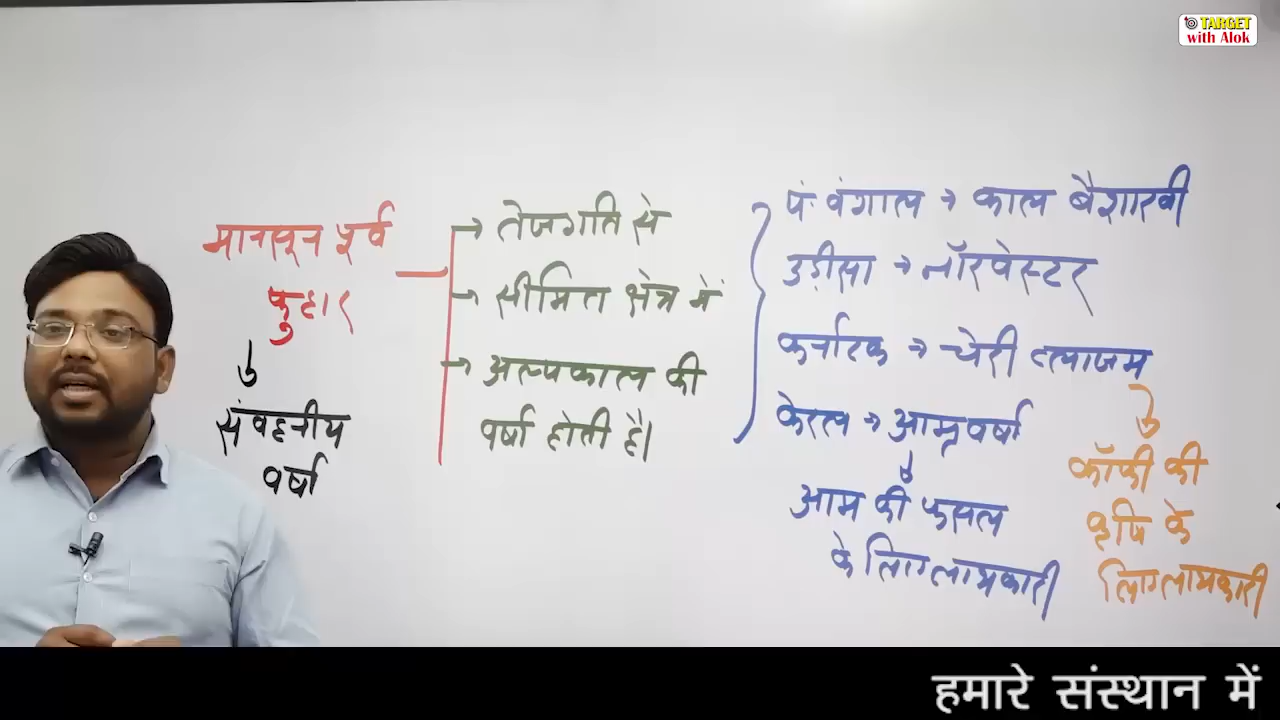 TARGET
with Alok
मानसून पूर्व
फुहार
संवहनीय
वर्षा
→ तेजगति से
→ सीमित क्षेत्र में
→ अल्पकाल की
वर्षा होती है।
पं वंगाल → काल बैशाखी
उड़ीसा → नॉरवेस्टर
कर्नाटक → चेरी ब्लाजम
केरल → आम्रवर्षा
आम की फसल
के लिए लाभकारी
कॉफी की
कृषि के
लिए लाभकारी
हमारे संस्थान में